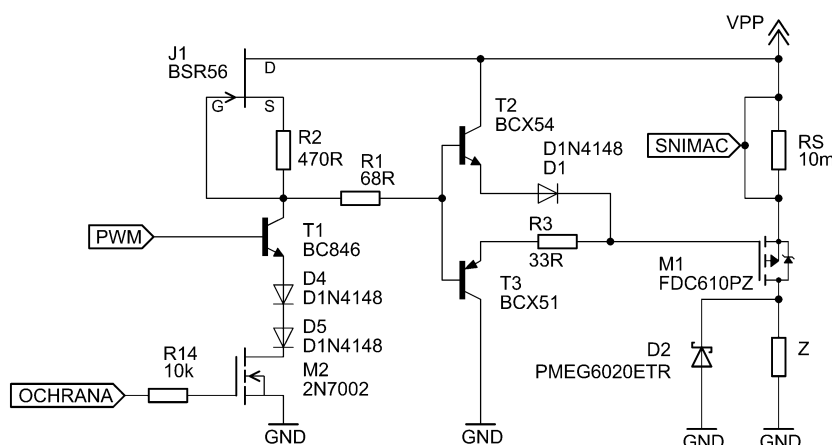 VPP
J1
BSR56
D
G
S
T2
BCX54
R2
470R
R1
68R
D1N4148
D1
SNIMAC
RS
10m
PWM
T1
BC846
R3
33R
M1
FDC610PZ
D4
D1N4148
T3
BCX51
D5
D1N4148
R14
10k
M2
2N7002
D2
PMEG6020ETR
Z
OCHRANA
GND
GND
GND
GND